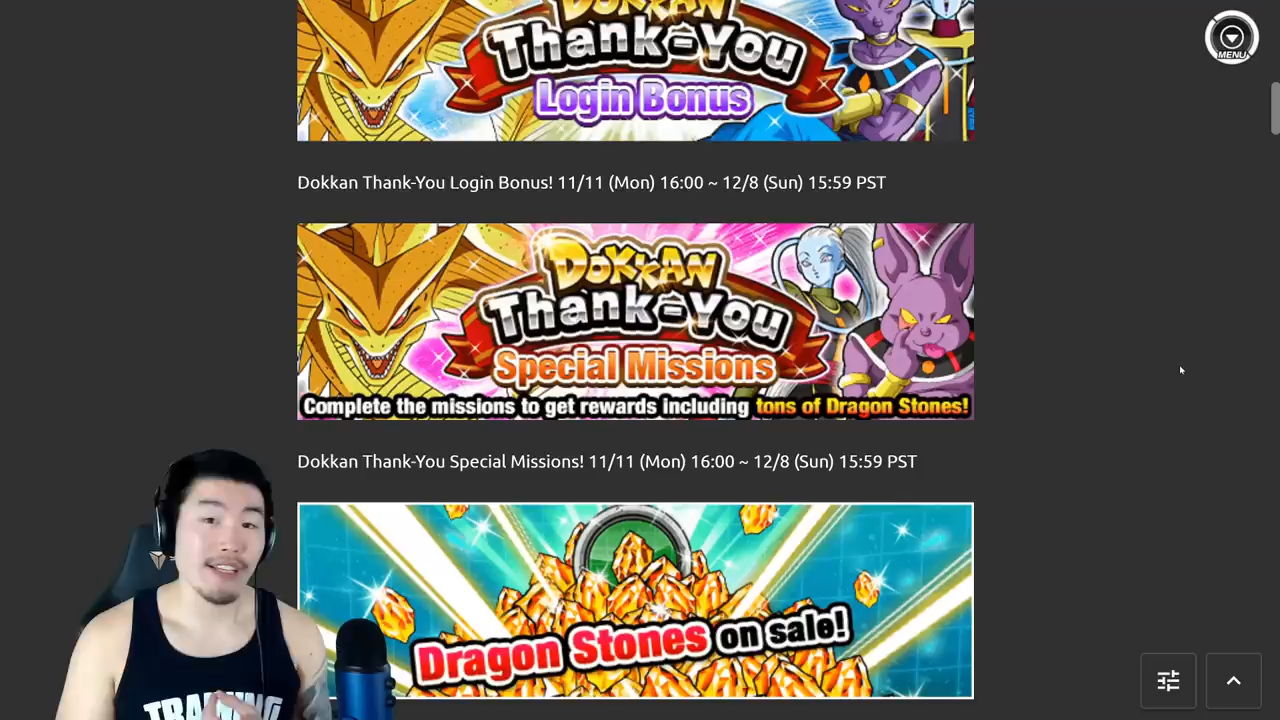 DOKKAN
Thank-You
Login Bonus
MENU
Dokkan Thank-You Login Bonus! 11/11 (Mon) 16:00 ~ 12/8 (Sun) 15:59 PST
DOKKAN
Thank-You
Special Missions
Complete the missions to get rewards including tons of Dragon Stones!
Dokkan Thank-You Special Missions! 11/11 (Mon) 16:00 ~ 12/8 (Sun) 15:59 PST
Dragon Stones on sale!
TRAINING